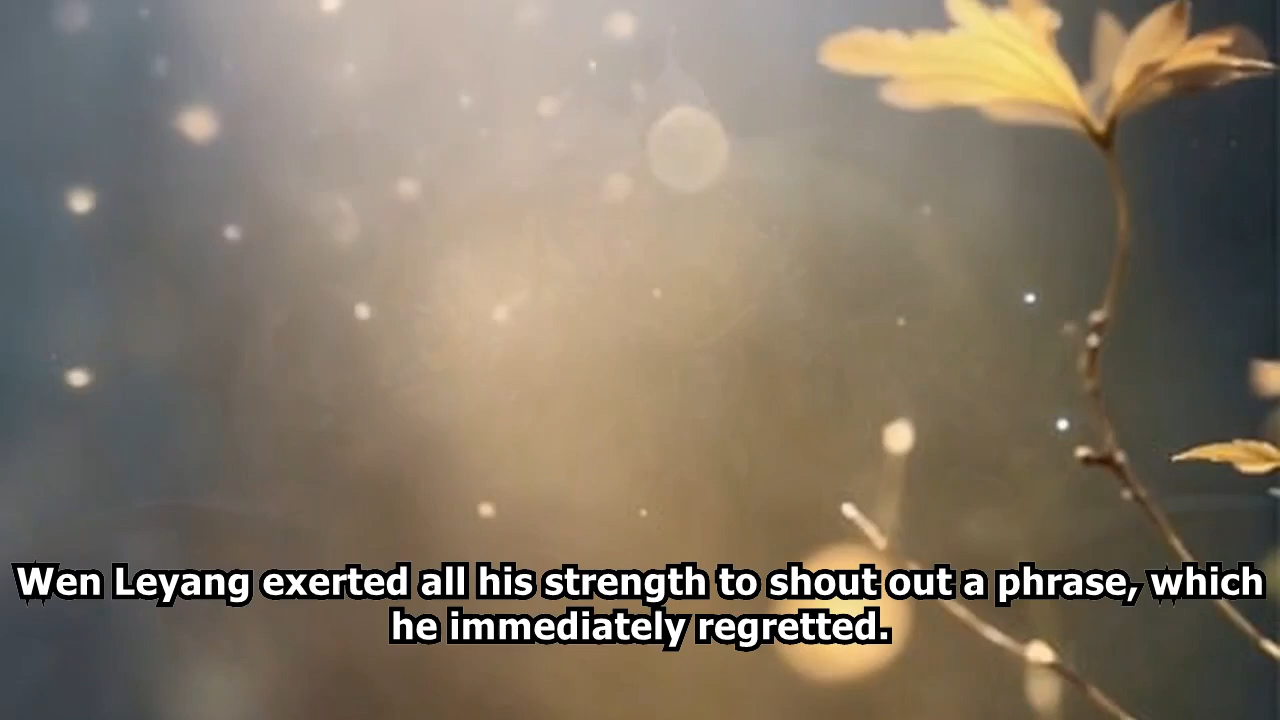 Wen Leyang exerted all his strength to shout out a phrase, which
he immediately regretted.